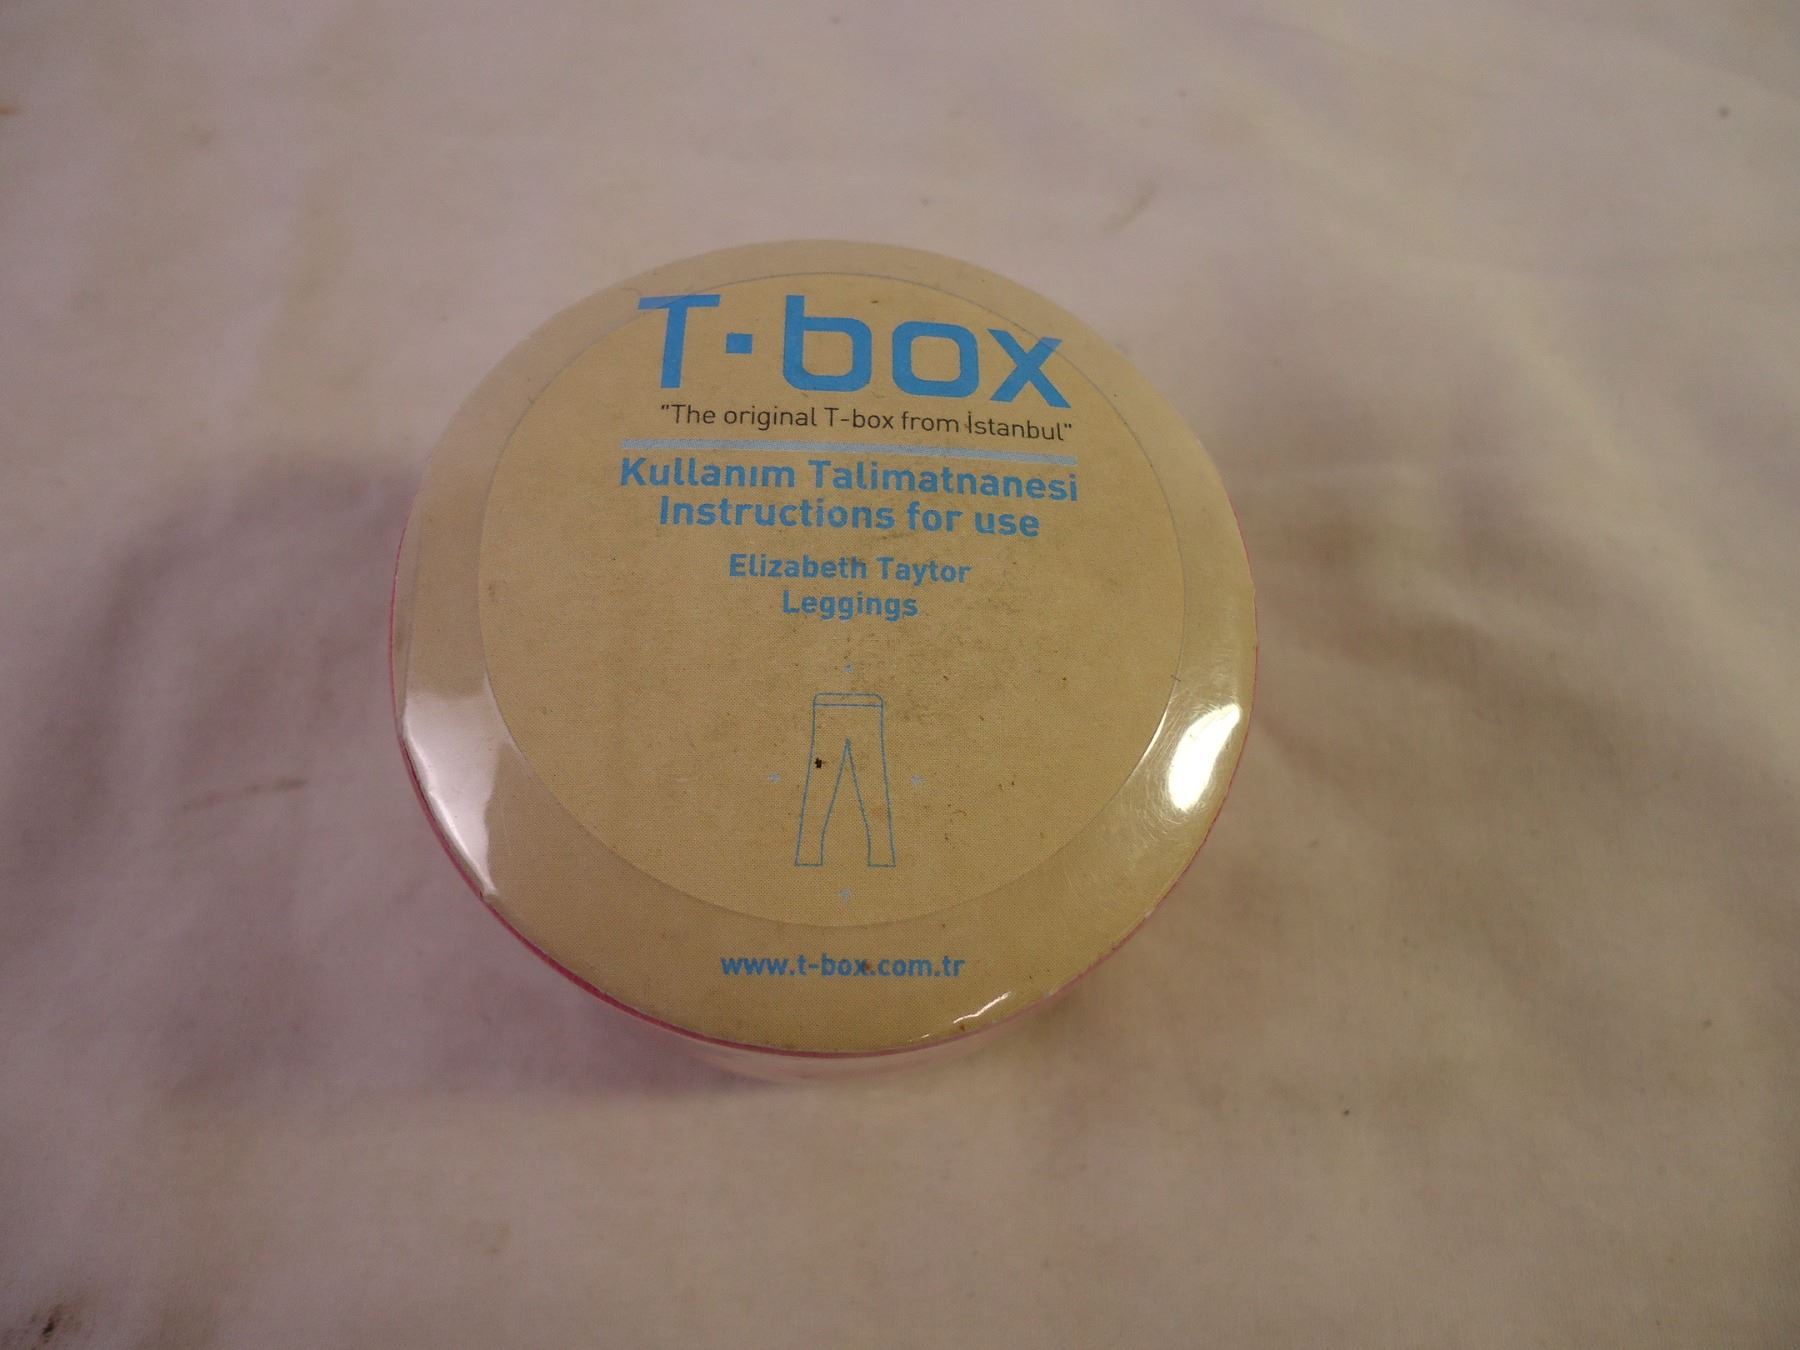 T·box
"The original T-box from İstanbul"
Kullanım Talimatnanesi
Instructions for use
Elizabeth Taytor
Leggings
www.t-box.com.tr